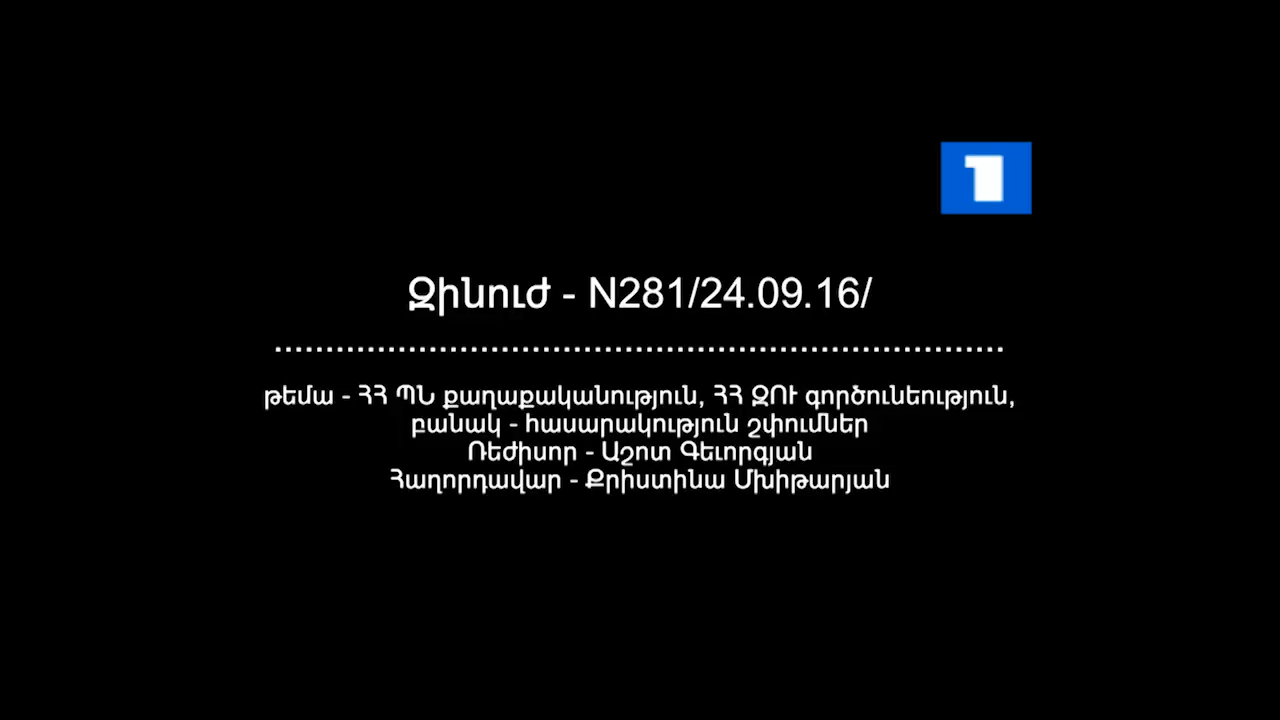 1
Զինուժ - N281/24.09.16/
թեմա - ՀՀ ՊՆ քաղաքականություն, ՀՀ ԶՈՒ գործունեություն,
բանակ - հասարակություն շփումներ
Ռեժիսոր - Աշոտ Գեւորգյան
Հաղորդավար - Քրիստինա Մխիթարյան